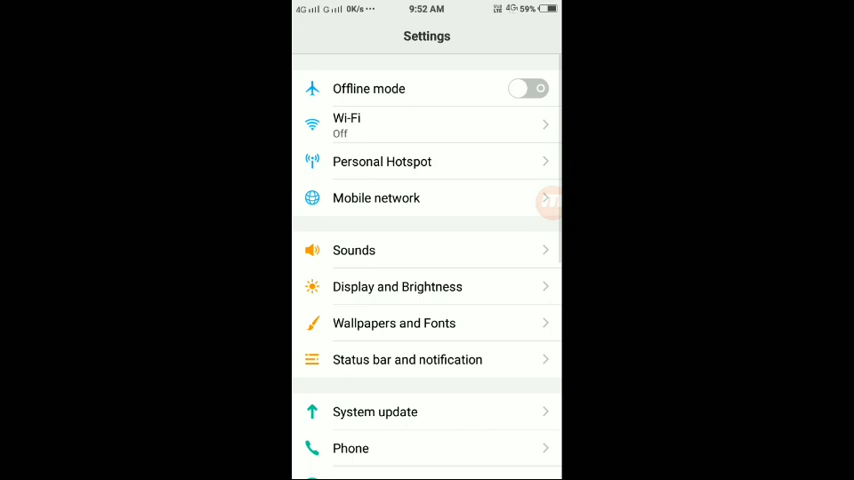 4G G 0K/s ··· 9:52 AM VoLTE 4G 59%
Settings
Offline mode
Wi-Fi
Off
Personal Hotspot
Mobile network
Sounds
Display and Brightness
Wallpapers and Fonts
Status bar and notification
System update
Phone